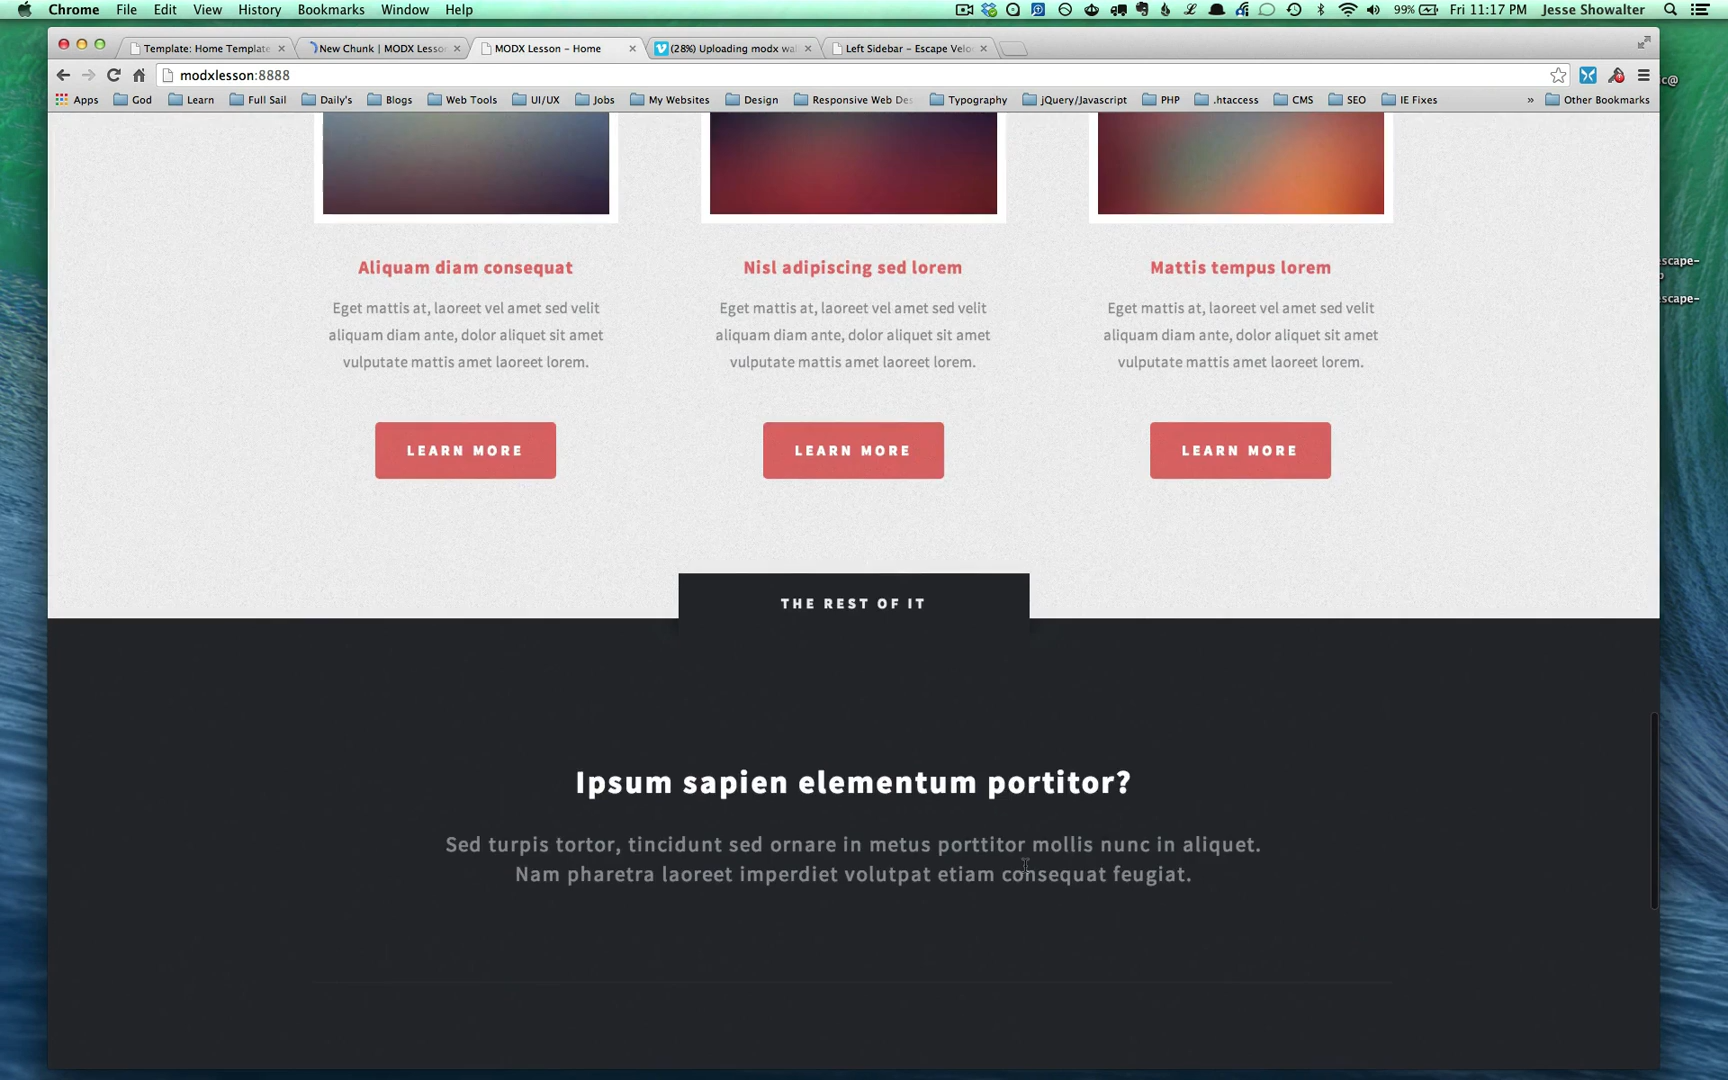 Chrome File Edit View History Bookmarks Window Help 99% Fri 11:17 PM Jesse Showalter
Template: Home Template New Chunk | MODX Lesso MODX Lesson – Home (28%) Uploading modx wal Left Sidebar – Escape Velo
modxlesson:8888
Apps God Learn Full Sail Daily's Blogs Web Tools UI/UX Jobs My Websites Design Responsive Web Des Typography jQuery/Javascript PHP .htaccess CMS SEO IE Fixes » Other Bookmarks
Aliquam diam consequat
Eget mattis at, laoreet vel amet sed velit
aliquam diam ante, dolor aliquet sit amet
vulputate mattis amet laoreet lorem.
LEARN MORE
Nisl adipiscing sed lorem
Eget mattis at, laoreet vel amet sed velit
aliquam diam ante, dolor aliquet sit amet
vulputate mattis amet laoreet lorem.
LEARN MORE
Mattis tempus lorem
Eget mattis at, laoreet vel amet sed velit
aliquam diam ante, dolor aliquet sit amet
vulputate mattis amet laoreet lorem.
LEARN MORE
THE REST OF IT
Ipsum sapien elementum portitor?
Sed turpis tortor, tincidunt sed ornare in metus porttitor mollis nunc in aliquet.
Nam pharetra laoreet imperdiet volutpat etiam consequat feugiat.